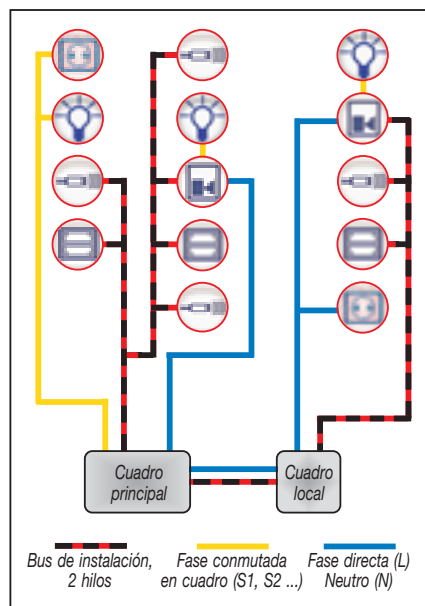 Cuadro
principal
Cuadro
local
Bus de instalación,
2 hilos
Fase conmutada
en cuadro (S1, S2 ...)
Fase directa (L)
Neutro (N)